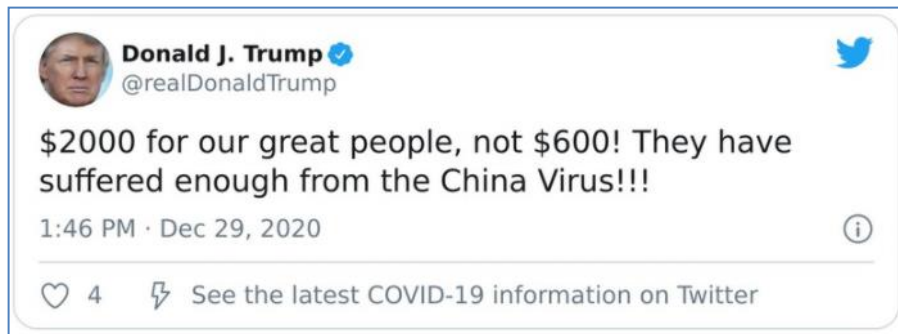 Donald J. Trump
@realDonaldTrump
$2000 for our great people, not $600! They have
suffered enough from the China Virus!!!
1:46 PM · Dec 29, 2020
4 See the latest COVID-19 information on Twitter